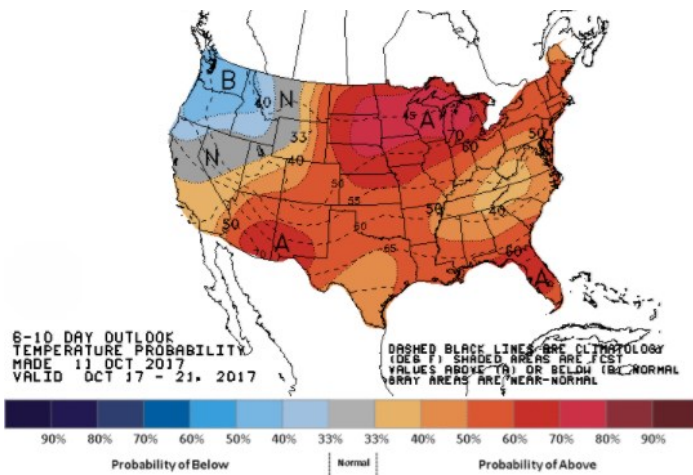 B
40
N
45
A
70
60
33
N
40
50
50
55
50
40
50
A
70
60
65
60
A
6-10 DAY OUTLOOK
TEMPERATURE PROBABILITY
MADE 11 OCT 2017
VALID OCT 17 - 21, 2017
DASHED BLACK LINES ARE CLIMATOLOGY
(DEG F) SHADED AREAS ARE FCST
VALUES ABOVE (A) OR BELOW (B) NORMAL
GRAY AREAS ARE NEAR-NORMAL
90% 80% 70% 60% 50% 40% 33% 33% 40% 50% 60% 70% 80% 90%
Probability of Below Normal Probability of Above